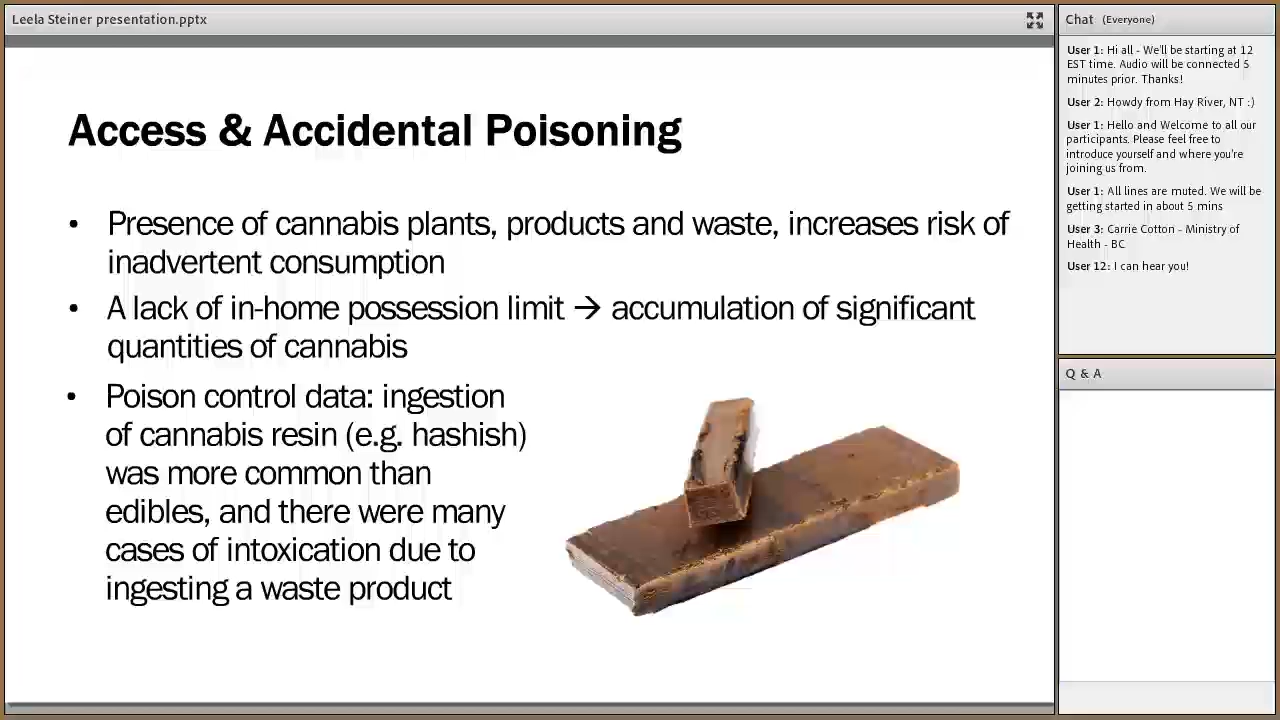 Leela Steiner presentation.pptx
Access & Accidental Poisoning
• Presence of cannabis plants, products and waste, increases risk of
inadvertent consumption
• A lack of in-home possession limit → accumulation of significant
quantities of cannabis
• Poison control data: ingestion
of cannabis resin (e.g. hashish)
was more common than
edibles, and there were many
cases of intoxication due to
ingesting a waste product
Chat (Everyone)
User 1: Hi all - We'll be starting at 12
EST time. Audio will be connected 5
minutes prior. Thanks!
User 2: Howdy from Hay River, NT :)
User 1: Hello and Welcome to all our
participants. Please feel free to
introduce yourself and where you're
joining us from.
User 1: All lines are muted. We will be
getting started in about 5 mins
User 3: Carrie Cotton - Ministry of
Health - BC
User 12: I can hear you!
Q & A